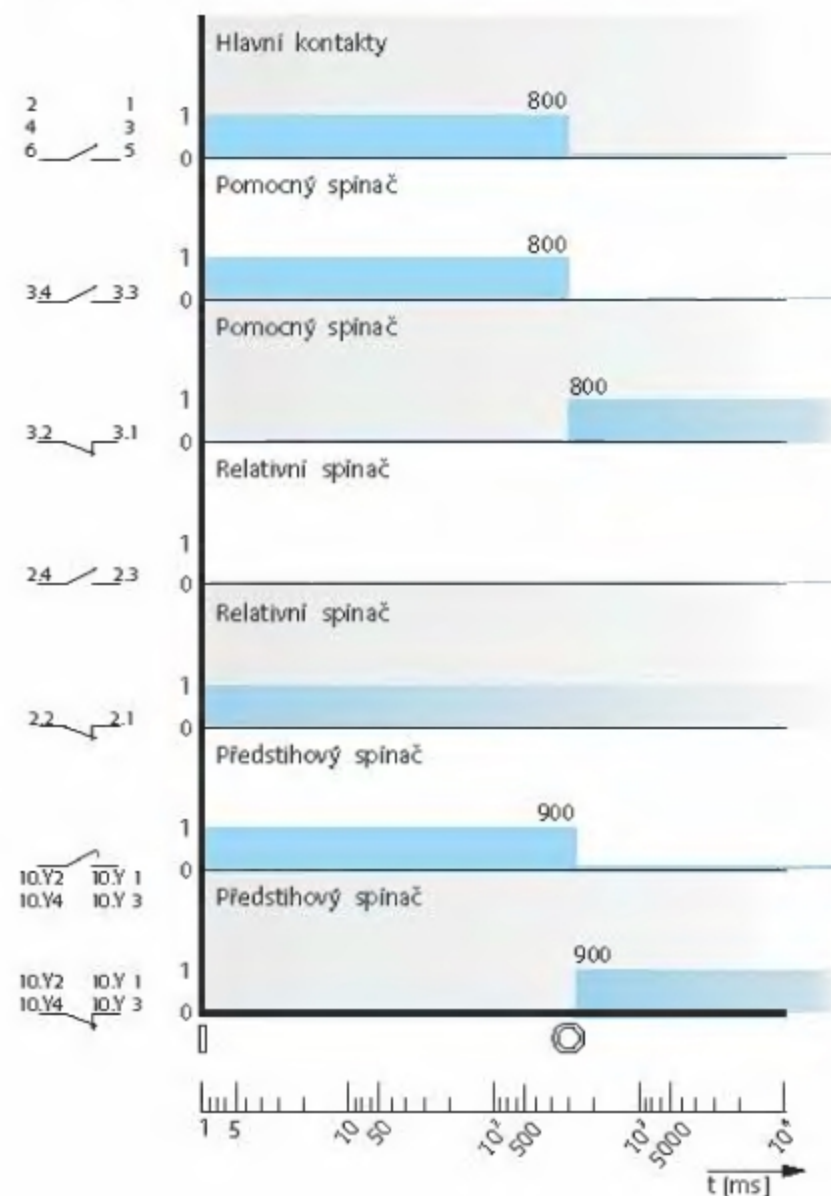 Hlavní kontakty
800
2 1
4 3
6 5
1
0
Pomocný spínač
800
1
3.4 3.3
0
Pomocný spínač
800
1
3.2 3.1
0
Relativní spínač
1
2.4 2.3
0
Relativní spínač
1
2.2 2.1
0
Předstihový spínač
900
1
0
10.Y2 10.Y 1
10.Y4 10.Y 3
Předstihový spínač
900
10.Y2 10.Y 1
1
10.Y4 10.Y 3
0
1 5 10 50 10² 500 10³ 5000 10⁴
t [ms]